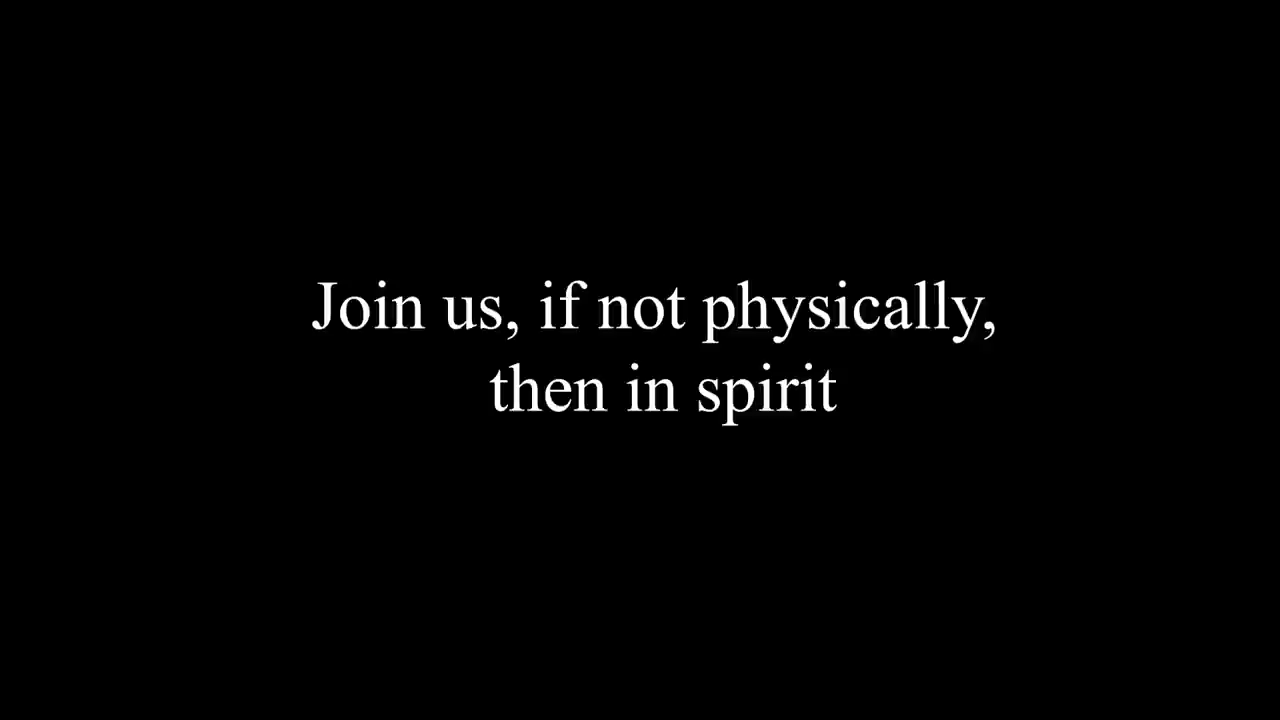 Join us, if not physically,
then in spirit